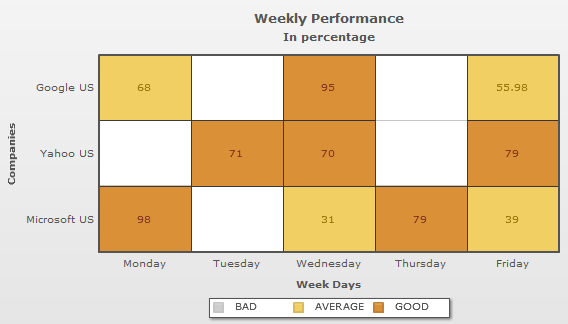 Weekly Performance
In percentage
Companies
Google US 68 95 55.98
Yahoo US 71 70 79
Microsoft US 98 31 79 39
Monday Tuesday Wednesday Thursday Friday
Week Days
BAD AVERAGE GOOD